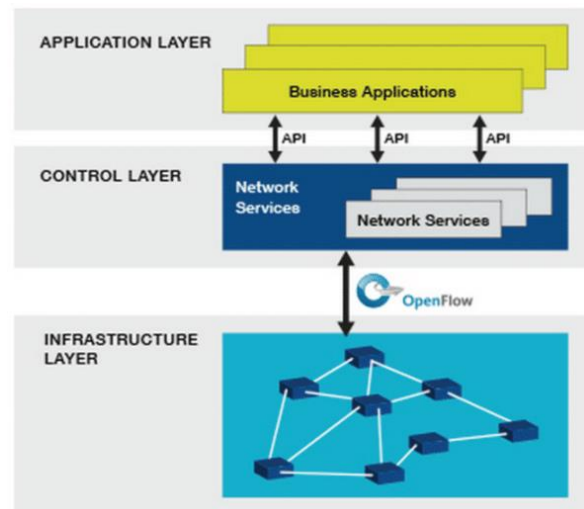 APPLICATION LAYER
Business Applications
API
API
API
CONTROL LAYER
Network
Services
Network Services
OpenFlow
INFRASTRUCTURE
LAYER